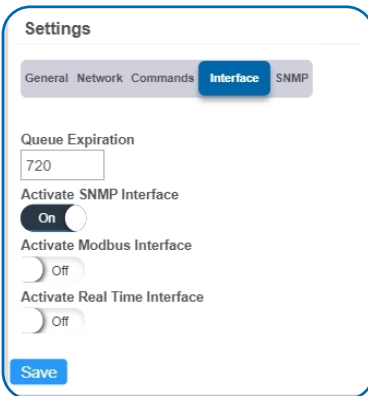 Settings
General Network Commands Interface SNMP
Queue Expiration
720
Activate SNMP Interface
On
Activate Modbus Interface
Off
Activate Real Time Interface
Off
Save